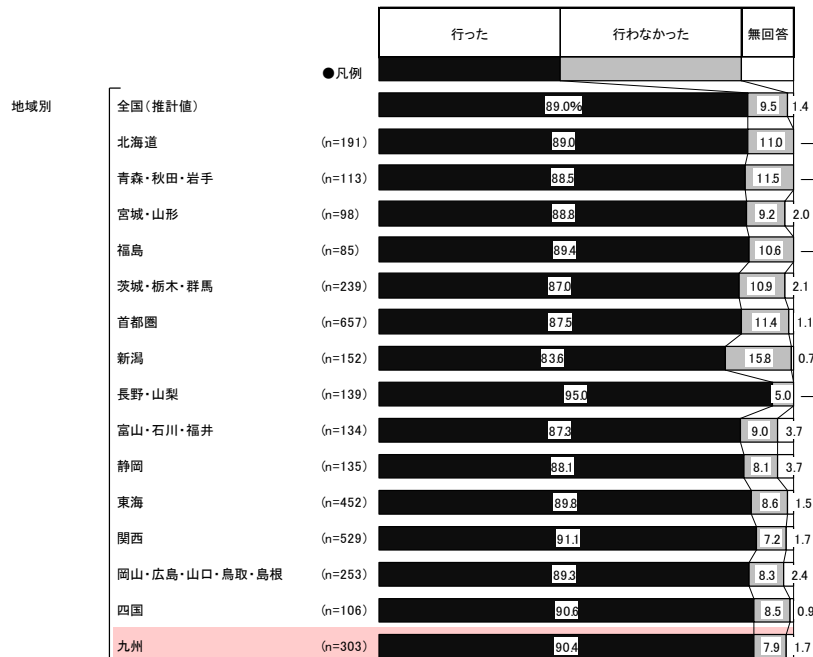 行った 行わなかった 無回答
●凡例
地域別 全国(推計値) 89.0% 9.5 1.4
北海道 (n=191) 89.0 11.0 —
青森・秋田・岩手 (n=113) 88.5 11.5 —
宮城・山形 (n=98) 88.8 9.2 2.0
福島 (n=85) 89.4 10.6 —
茨城・栃木・群馬 (n=239) 87.0 10.9 2.1
首都圏 (n=657) 87.5 11.4 1.1
新潟 (n=152) 83.6 15.8 0.7
長野・山梨 (n=139) 95.0 5.0 —
富山・石川・福井 (n=134) 87.3 9.0 3.7
静岡 (n=135) 88.1 8.1 3.7
東海 (n=452) 89.8 8.6 1.5
関西 (n=529) 91.1 7.2 1.7
岡山・広島・山口・鳥取・島根 (n=253) 89.3 8.3 2.4
四国 (n=106) 90.6 8.5 0.9
九州 (n=303) 90.4 7.9 1.7